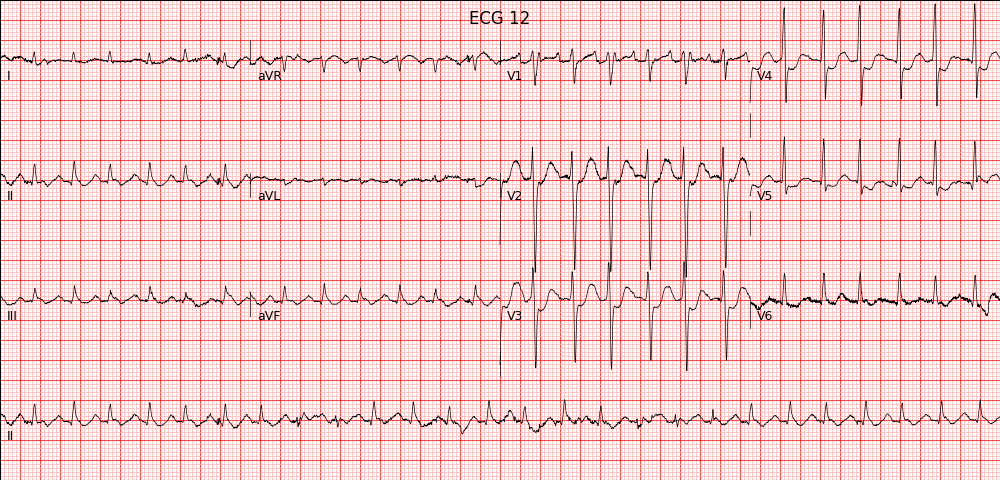 ECG 12
I aVR V1 V4
II aVL V2 V5
III aVF V3 V6
II